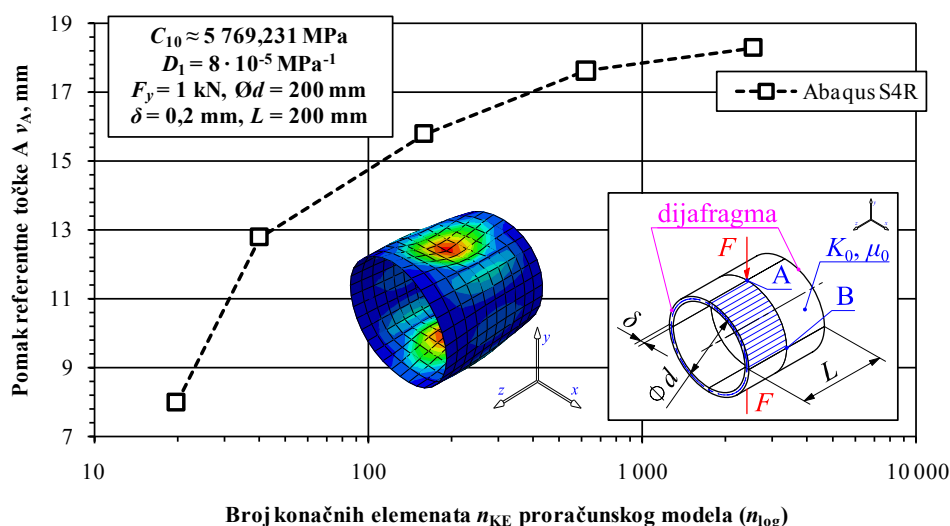 Pomak referentne točke A vA, mm
19
17
15
13
11
9
7
C10 ≈ 5 769,231 MPa
D1 = 8 · 10-5 MPa-1
Fy = 1 kN, Ød = 200 mm
δ = 0,2 mm, L = 200 mm
Abaqus S4R
y
z
x
dijafragma
F
A
K0, μ0
B
δ
Φd
L
F
10
100
1 000
10 000
Broj konačnih elemenata nKE proračunskog modela (nlog)